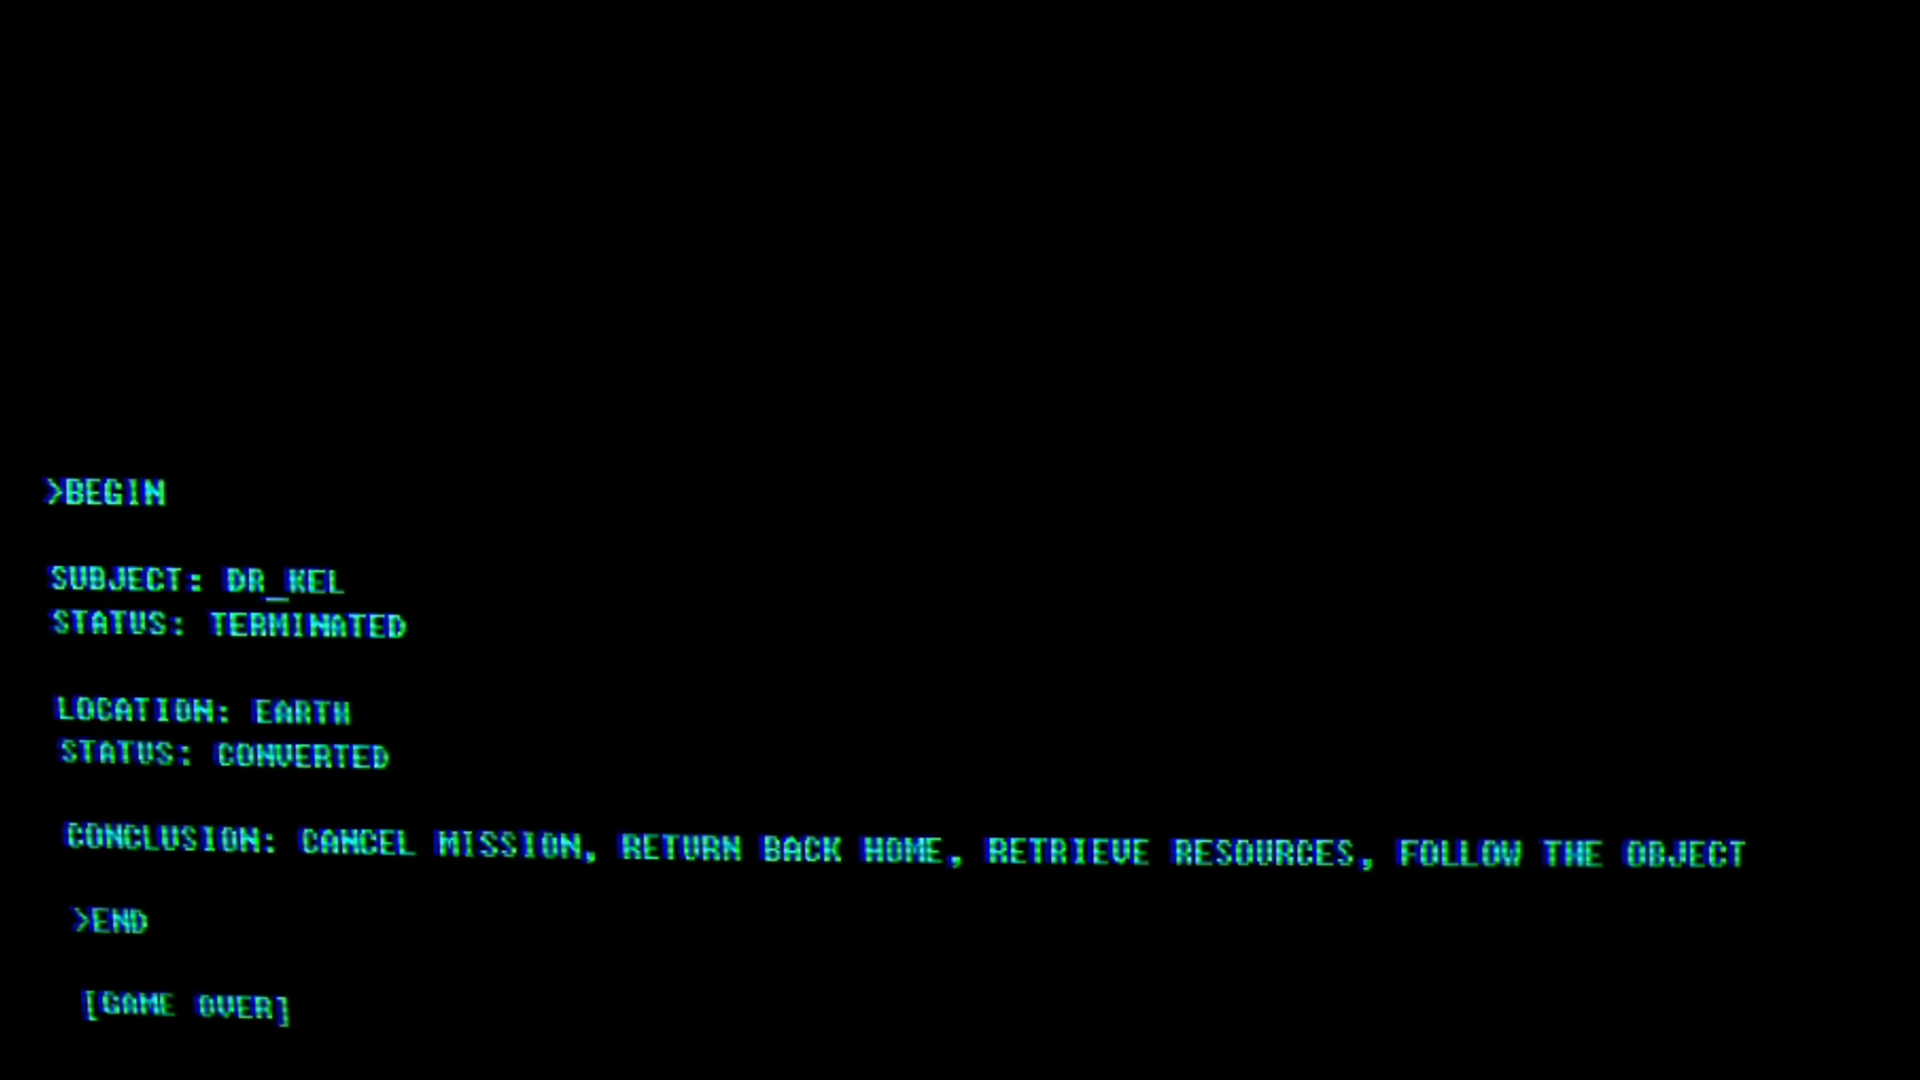 >BEGIN
SUBJECT: DR_KEL
STATUS: TERMINATED
LOCATION: EARTH
STATUS: CONVERTED
CONCLUSION: CANCEL MISSION, RETURN BACK HOME, RETRIEVE RESOURCES, FOLLOW THE OBJECT
>END
[GAME OVER]